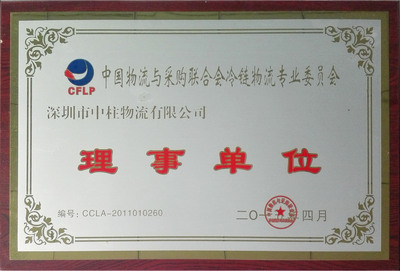 CFLP
中国物流与采购联合会冷链物流专业委员会
深圳市中柱物流有限公司
理事单位
编号：CCLA-2011010260
二〇一 四月